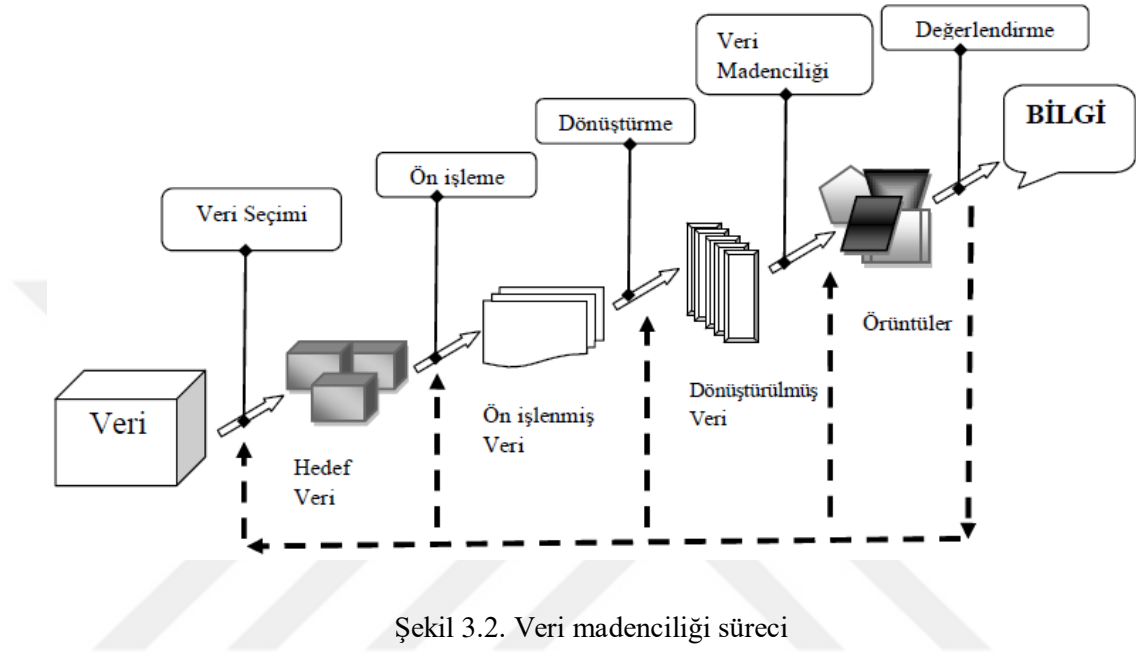 Değerlendirme
Veri
Madenciliği
BİLGİ
Dönüştürme
Ön işleme
Veri Seçimi
Örüntüler
Dönüştürülmüş
Veri
Ön işlenmiş
Veri
Veri
Hedef
Veri
Şekil 3.2. Veri madenciliği süreci